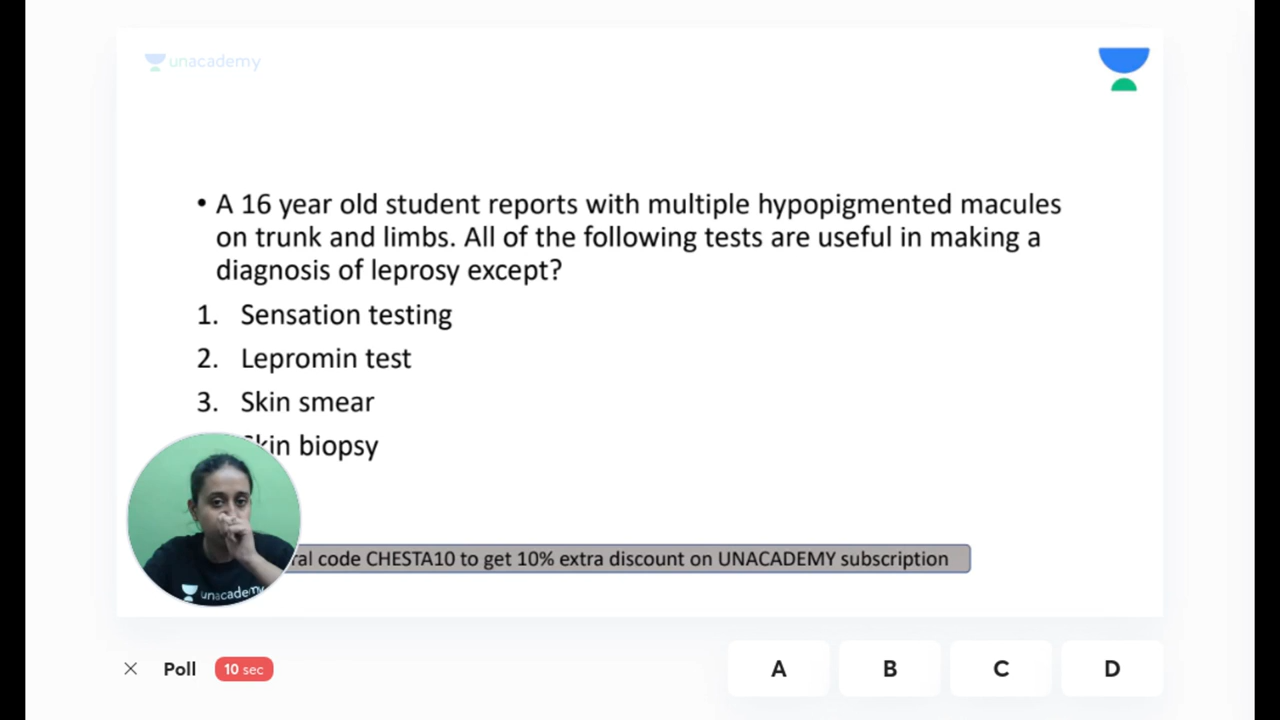 unacademy
• A 16 year old student reports with multiple hypopigmented macules
on trunk and limbs. All of the following tests are useful in making a
diagnosis of leprosy except?
1. Sensation testing
2. Lepromin test
3. Skin smear
Skin biopsy
code CHESTA10 to get 10% extra discount on UNACADEMY subscription
unacademy
× Poll 10 sec A B C D